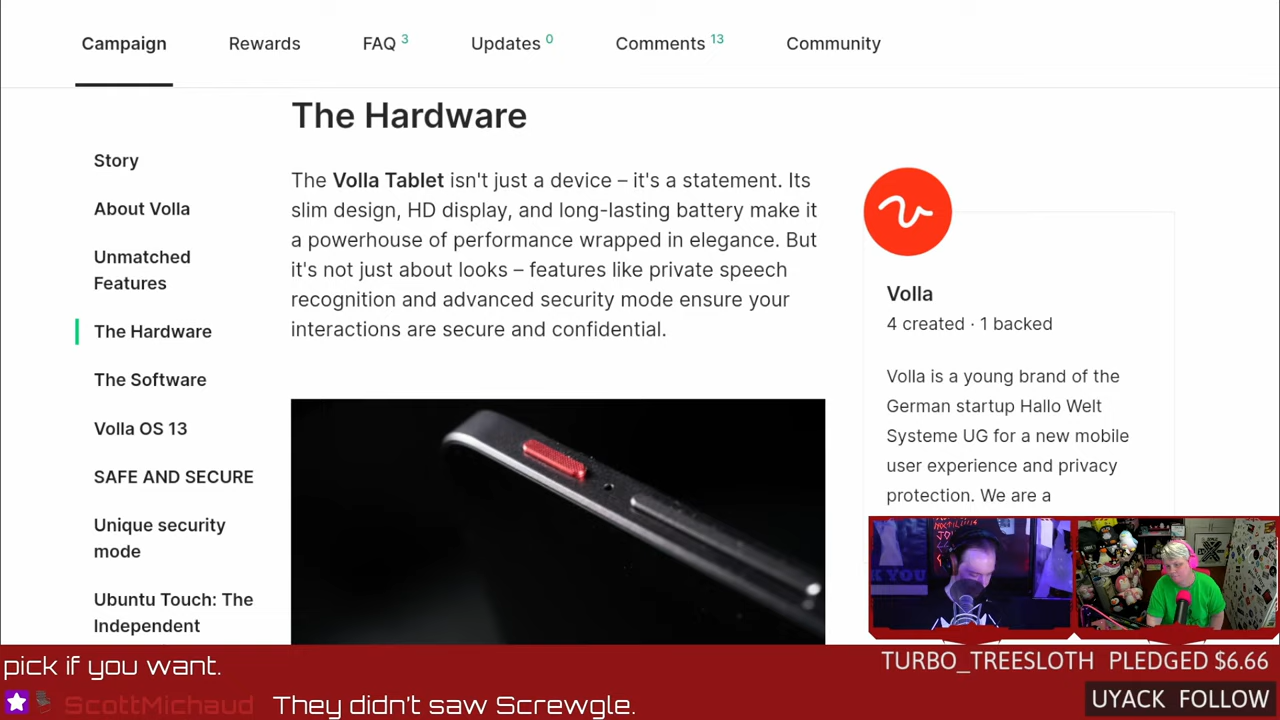 Campaign
Rewards
FAQ 3
Updates 0
Comments 13
Community
Story
About Volla
Unmatched
Features
The Hardware
The Software
Volla OS 13
SAFE AND SECURE
Unique security
mode
Ubuntu Touch: The
Independent
The Hardware
The Volla Tablet isn't just a device – it's a statement. Its
slim design, HD display, and long-lasting battery make it
a powerhouse of performance wrapped in elegance. But
it's not just about looks – features like private speech
recognition and advanced security mode ensure your
interactions are secure and confidential.
Volla
4 created · 1 backed
Volla is a young brand of the
German startup Hallo Welt
Systeme UG for a new mobile
user experience and privacy
protection. We are a
pick if you want.
ScottMichaud They didn't saw Screwgle.
TURBO_TREESLOTH PLEDGED $6.66
UYACK FOLLOW